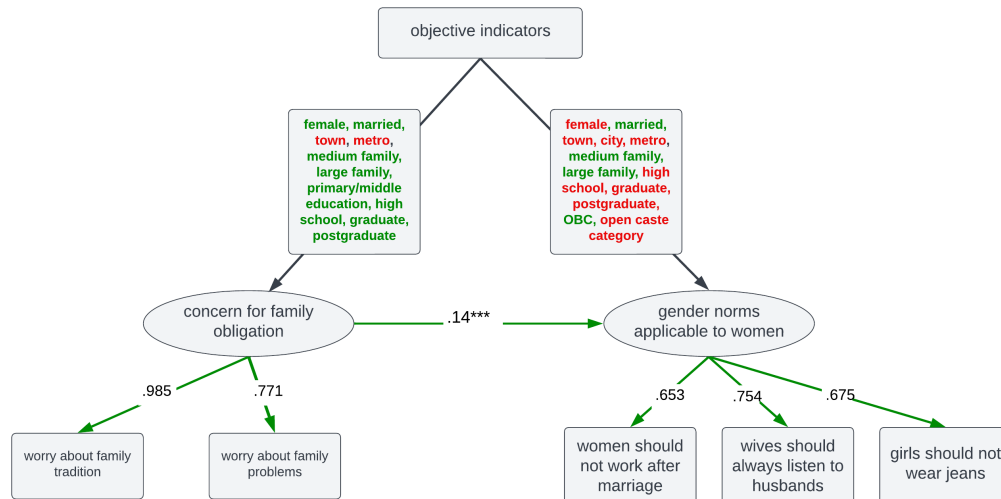 objective indicators
female, married,
town, metro,
medium family,
large family,
primary/middle
education, high
school, graduate,
postgraduate
female, married,
town, city, metro,
medium family,
large family, high
school, graduate,
postgraduate,
OBC, open caste
category
concern for family
obligation
.14***
gender norms
applicable to women
.985
.771
.653
.754
.675
worry about family
tradition
worry about family
problems
women should
not work after
marriage
wives should
always listen to
husbands
girls should not
wear jeans